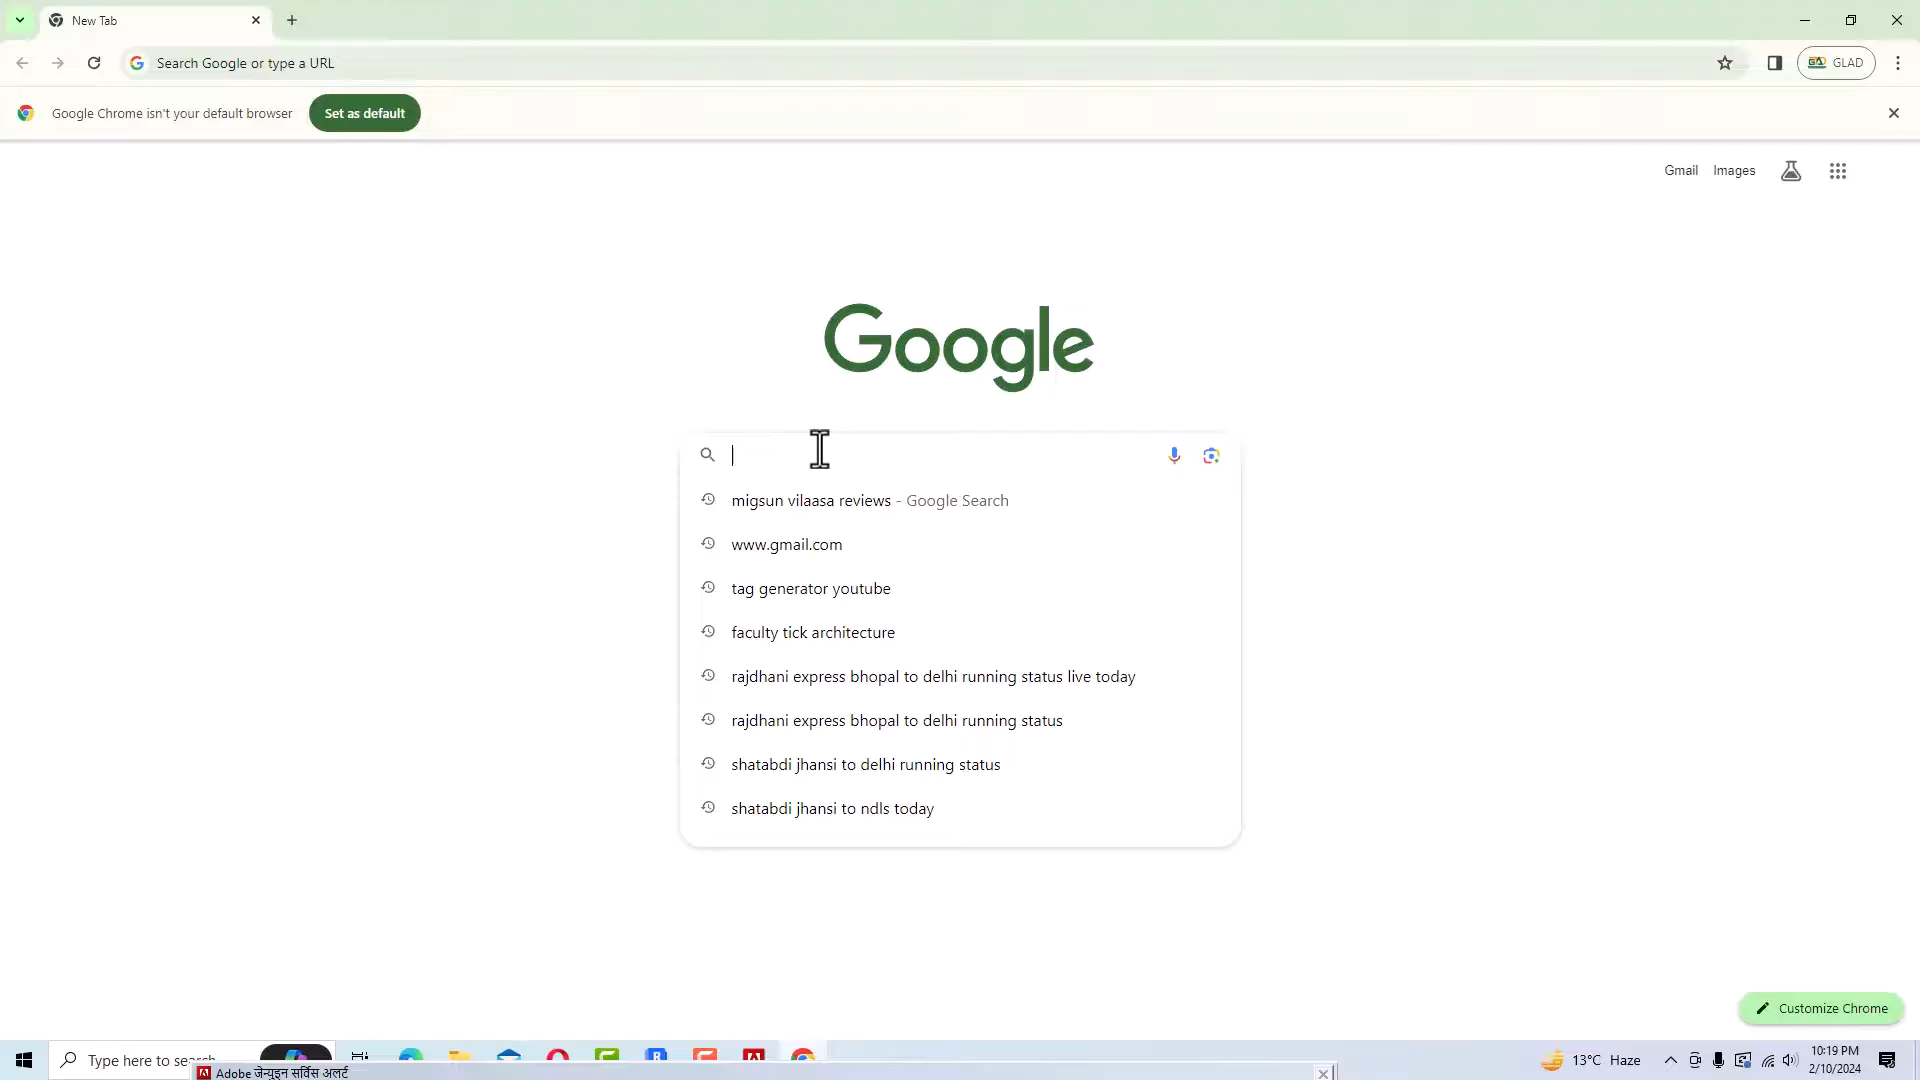 New Tab
Search Google or type a URL
GLAD
Google Chrome isn't your default browser
Set as default
Gmail
Images
Google
migsun vilaasa reviews - Google Search
www.gmail.com
tag generator youtube
faculty tick architecture
rajdhani express bhopal to delhi running status live today
rajdhani express bhopal to delhi running status
shatabdi jhansi to delhi running status
shatabdi jhansi to ndls today
Customize Chrome
Type here to search
13°C Haze
10:19 PM
2/10/2024
Adobe जेन्युइन सर्विस अलर्ट